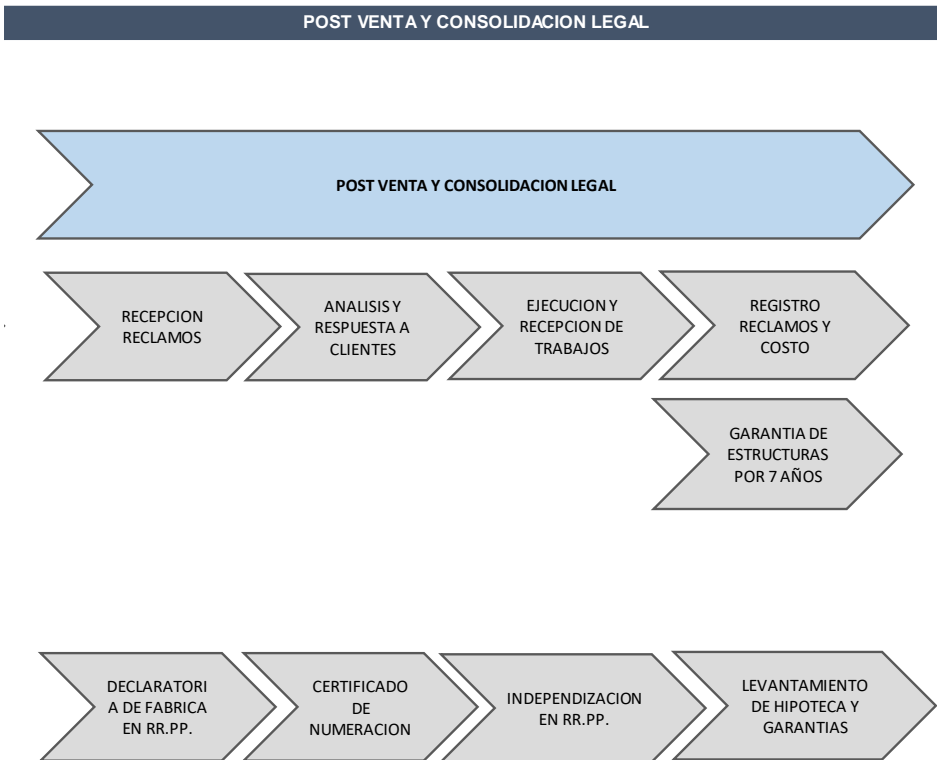 POST VENTA Y CONSOLIDACION LEGAL
POST VENTA Y CONSOLIDACION LEGAL
RECEPCION
RECLAMOS
ANALISIS Y
RESPUESTA A
CLIENTES
EJECUCION Y
RECEPCION DE
TRABAJOS
REGISTRO
RECLAMOS Y
COSTO
GARANTIA DE
ESTRUCTURAS
POR 7 AÑOS
DECLARATORI
A DE FABRICA
EN RR.PP.
CERTIFICADO
DE
NUMERACION
INDEPENDIZACION
EN RR.PP.
LEVANTAMIENTO
DE HIPOTECA Y
GARANTIAS